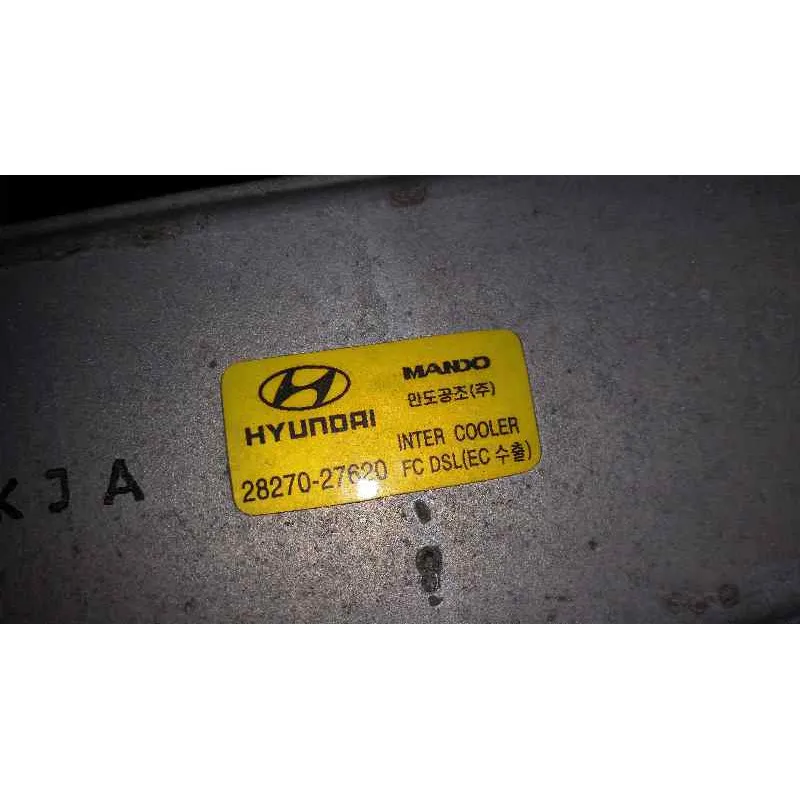 HYUNDAI
28270-27620
MANDO
만도공조(주)
INTER COOLER
FC DSL(EC 수출)
KJA